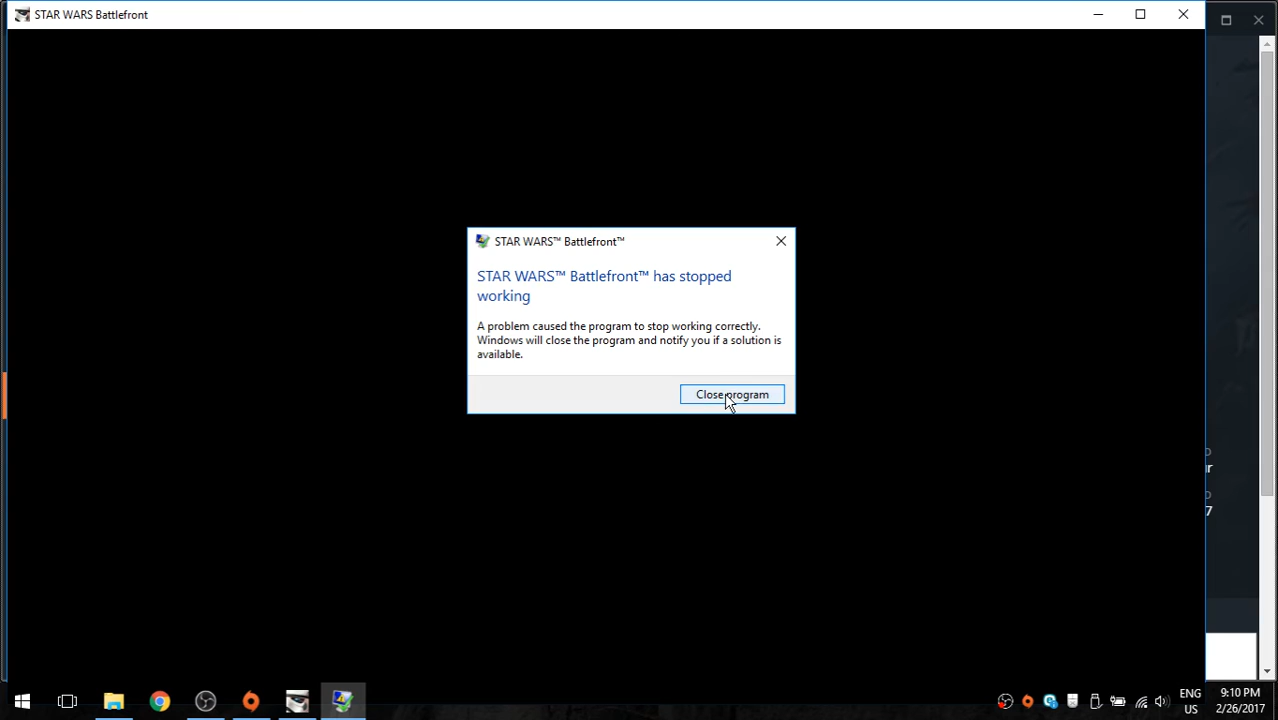 STAR WARS Battlefront
STAR WARS™ Battlefront™
STAR WARS™ Battlefront™ has stopped
working
A problem caused the program to stop working correctly.
Windows will close the program and notify you if a solution is
available.
Close program
7
ENG
US
9:10 PM
2/26/2017